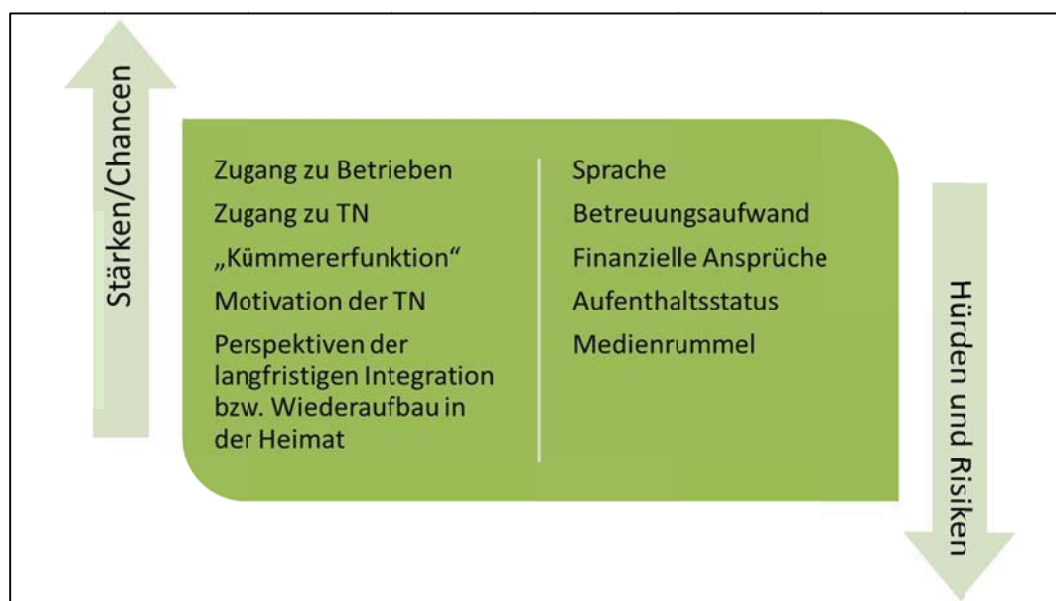 Stärken/Chancen
Zugang zu Betrieben
Zugang zu TN
„Kümmererfunktion“
Motivation der TN
Perspektiven der
langfristigen Integration
bzw. Wiederaufbau in
der Heimat
Sprache
Betreuungsaufwand
Finanzielle Ansprüche
Aufenthaltsstatus
Medienrummel
Hürden und Risiken